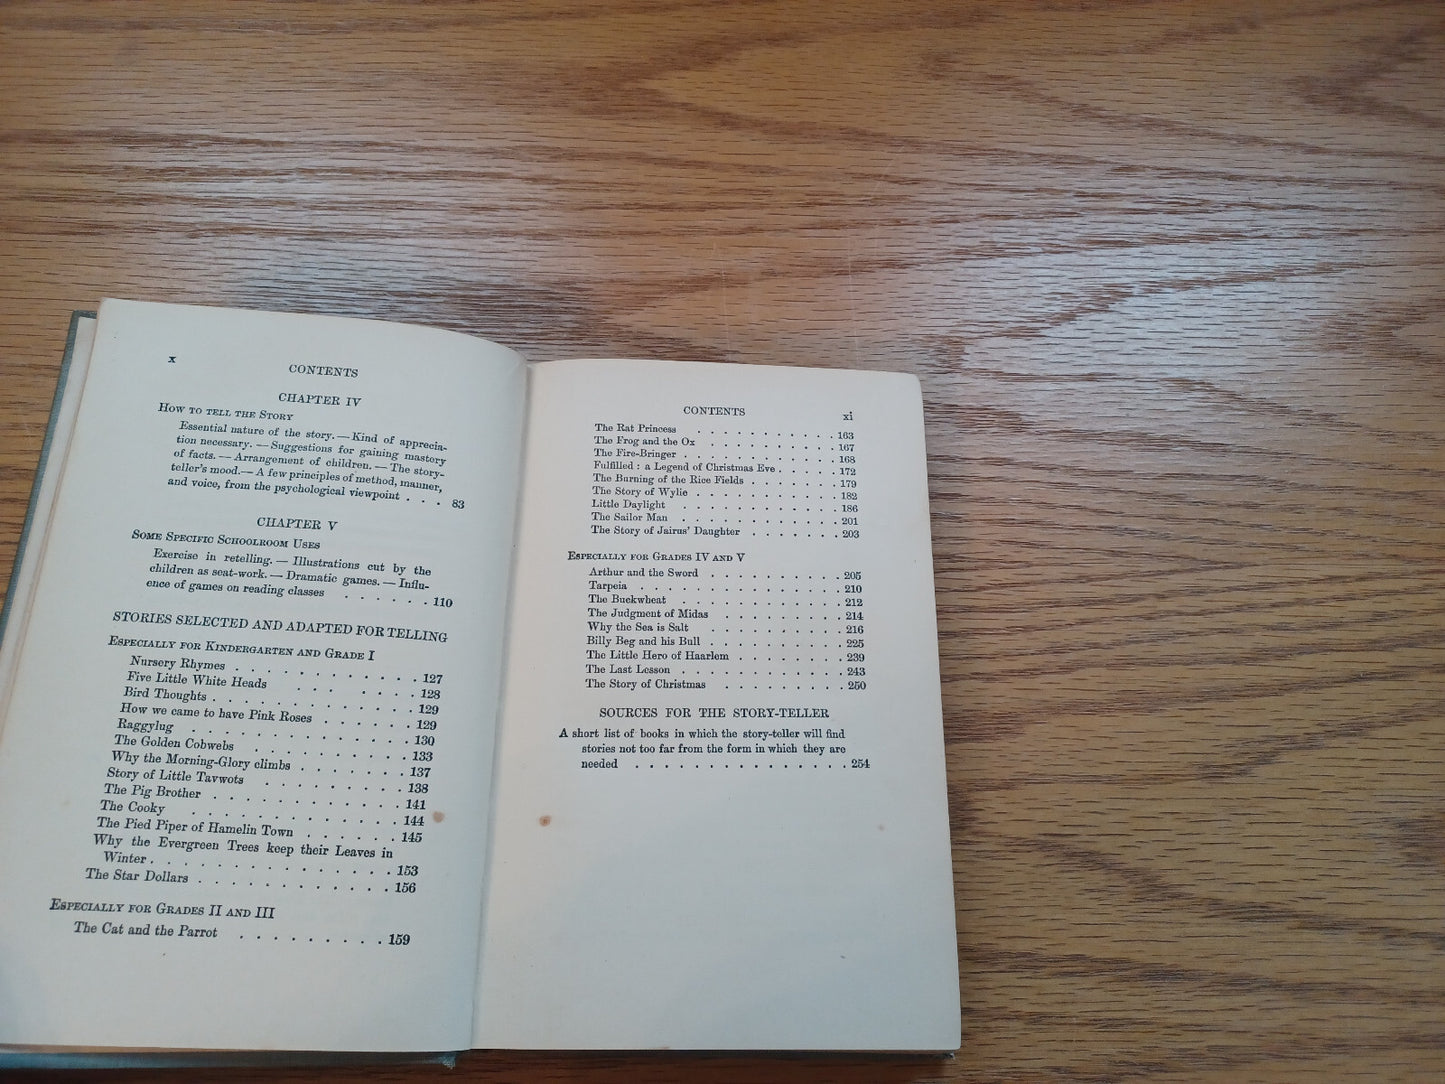 x
CONTENTS
CHAPTER IV
How to tell the Story
Essential nature of the story. — Kind of apprecia-
tion necessary. — Suggestions for gaining mastery
of facts. — Arrangement of children. — The story-
teller's mood. — A few principles of method, manner,
and voice, from the psychological viewpoint . . . 83
CHAPTER V
Some Specific Schoolroom Uses
Exercise in retelling. — Illustrations cut by the
children as seat-work. — Dramatic games. — Influ-
ence of games on reading classes . . . . . . 110
STORIES SELECTED AND ADAPTED FOR TELLING
Especially for Kindergarten and Grade I
Nursery Rhymes . . . . . . . . . . 127
Five Little White Heads . . . . . . . 128
Bird Thoughts . . . . . . . . . . . 129
How we came to have Pink Roses . . . . . . 129
Raggylug . . . . . . . . . . . . 130
The Golden Cobwebs . . . . . . . . . 133
Why the Morning-Glory climbs . . . . . . 137
Story of Little Tavwots . . . . . . . . 138
The Pig Brother . . . . . . . . . . 141
The Cooky . . . . . . . . . . . . 144
The Pied Piper of Hamelin Town . . . . . . 145
Why the Evergreen Trees keep their Leaves in
Winter . . . . . . . . . . . . . 153
The Star Dollars . . . . . . . . . . . 156
Especially for Grades II and III
The Cat and the Parrot . . . . . . . . . 159
CONTENTS
xi
The Rat Princess . . . . . . . . . . . 163
The Frog and the Ox . . . . . . . . . . 167
The Fire-Bringer . . . . . . . . . . . 168
Fulfilled : a Legend of Christmas Eve . . . . . 172
The Burning of the Rice Fields . . . . . . . 179
The Story of Wylie . . . . . . . . . . 182
Little Daylight . . . . . . . . . . . 186
The Sailor Man . . . . . . . . . . . 201
The Story of Jairus' Daughter . . . . . . . 203
Especially for Grades IV and V
Arthur and the Sword . . . . . . . . . . 205
Tarpeia . . . . . . . . . . . . . . 210
The Buckwheat . . . . . . . . . . . 212
The Judgment of Midas . . . . . . . . . 214
Why the Sea is Salt . . . . . . . . . . 216
Billy Beg and his Bull . . . . . . . . . . 225
The Little Hero of Haarlem . . . . . . . . 239
The Last Lesson . . . . . . . . . . . . 243
The Story of Christmas . . . . . . . . . 250
SOURCES FOR THE STORY-TELLER
A short list of books in which the story-teller will find
stories not too far from the form in which they are
needed . . . . . . . . . . . . . . . 254